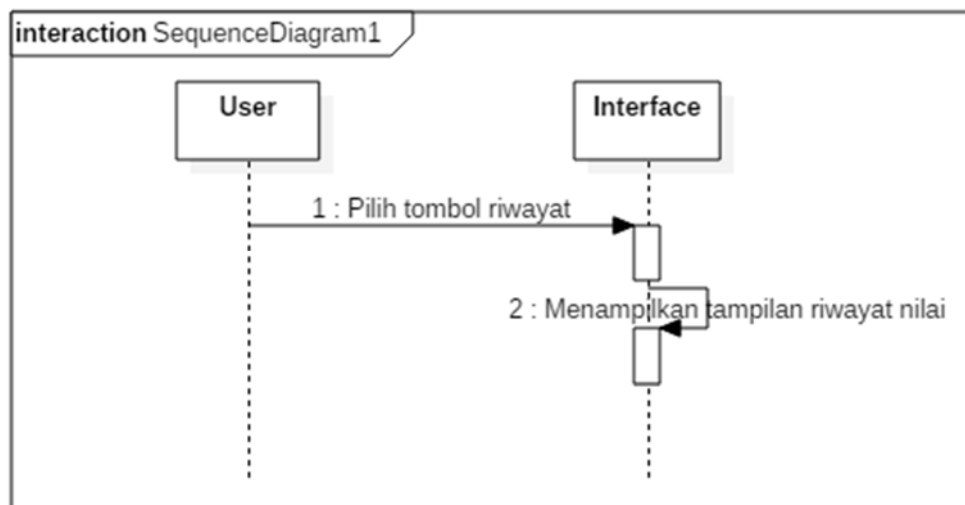 interaction SequenceDiagram1
User
Interface
1 : Pilih tombol riwayat
2 : Menampilkan tampilan riwayat nilai